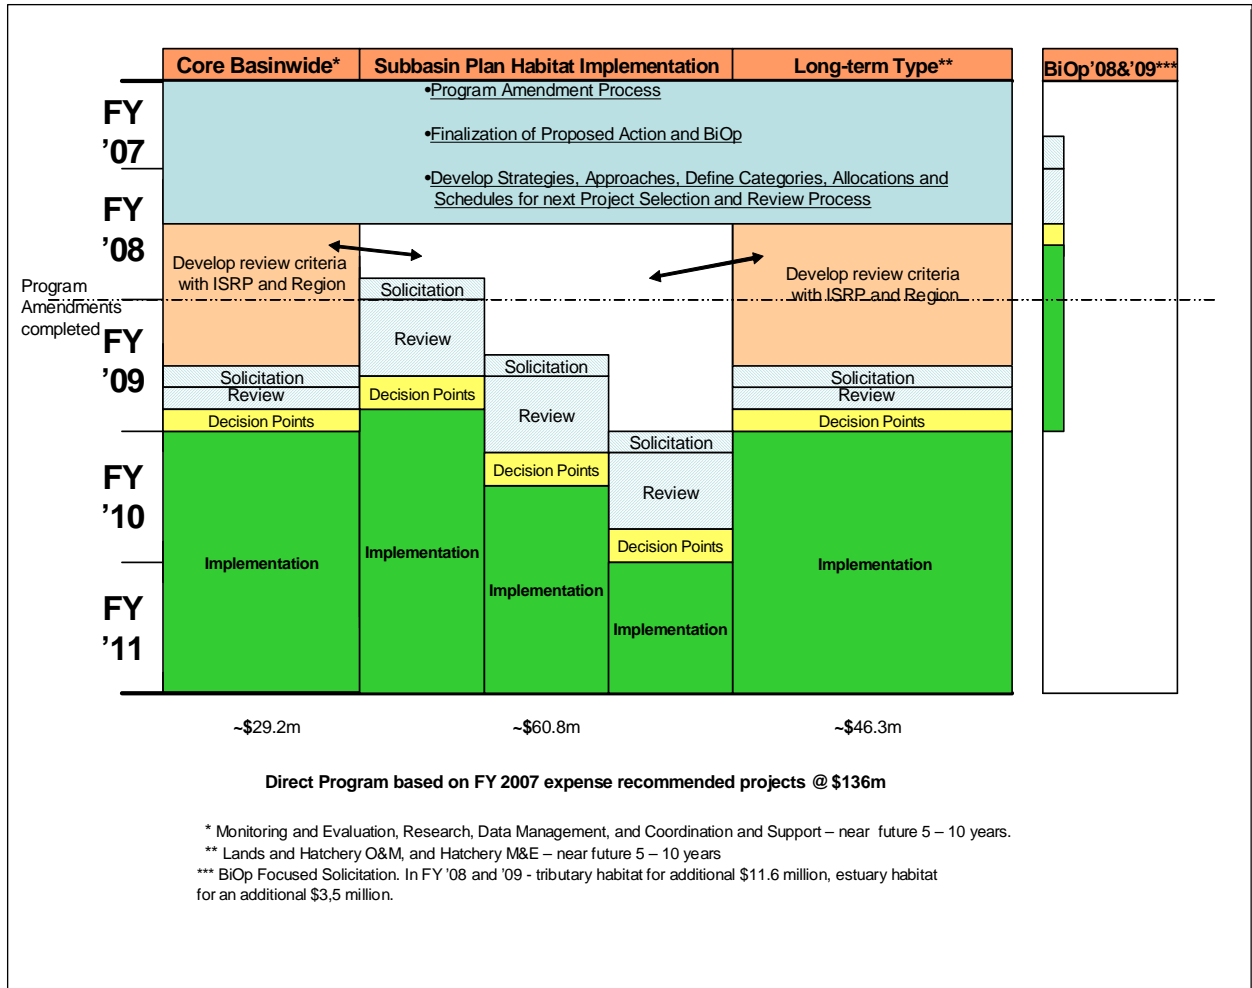 Core Basinwide*
Subbasin Plan Habitat Implementation
Long-term Type**
BiOp’08&’09***
FY
’07
•Program Amendment Process
•Finalization of Proposed Action and BiOp
•Develop Strategies, Approaches, Define Categories, Allocations and
Schedules for next Project Selection and Review Process
FY
’08
Develop review criteria
with ISRP and Region
Develop review criteria
with ISRP and Region
Program
Amendments
completed
Solicitation
Review
Decision Points
FY
’09
Solicitation
Review
Decision Points
Solicitation
Review
Decision Points
Solicitation
Review
Decision Points
Solicitation
Review
Decision Points
FY
’10
Implementation
Implementation
Implementation
Implementation
Implementation
FY
’11
~$29.2m
~$60.8m
~$46.3m
Direct Program based on FY 2007 expense recommended projects @ $136m
* Monitoring and Evaluation, Research, Data Management, and Coordination and Support – near future 5 – 10 years.
** Lands and Hatchery O&M, and Hatchery M&E – near future 5 – 10 years
*** BiOp Focused Solicitation. In FY ’08 and ’09 - tributary habitat for additional $11.6 million, estuary habitat
for an additional $3,5 million.